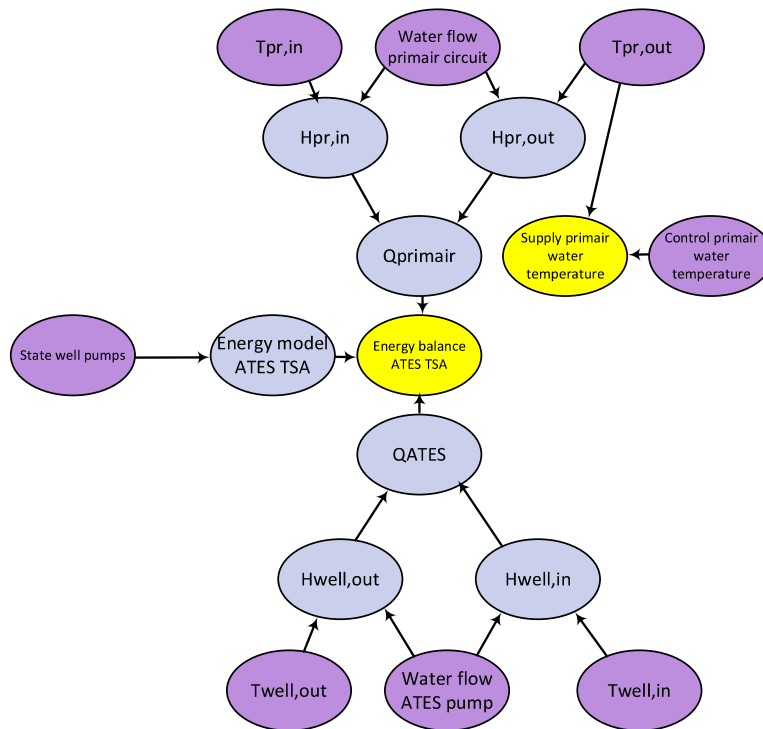 Tpr,in
Water flow
primair circuit
Tpr,out
Hpr,in
Hpr,out
Qprimair
Supply primair
water
temperature
Control primair
water
temperature
State well pumps
Energy model
ATES TSA
Energy balance
ATES TSA
QATES
Hwell,out
Hwell,in
Twell,out
Water flow
ATES pump
Twell,in